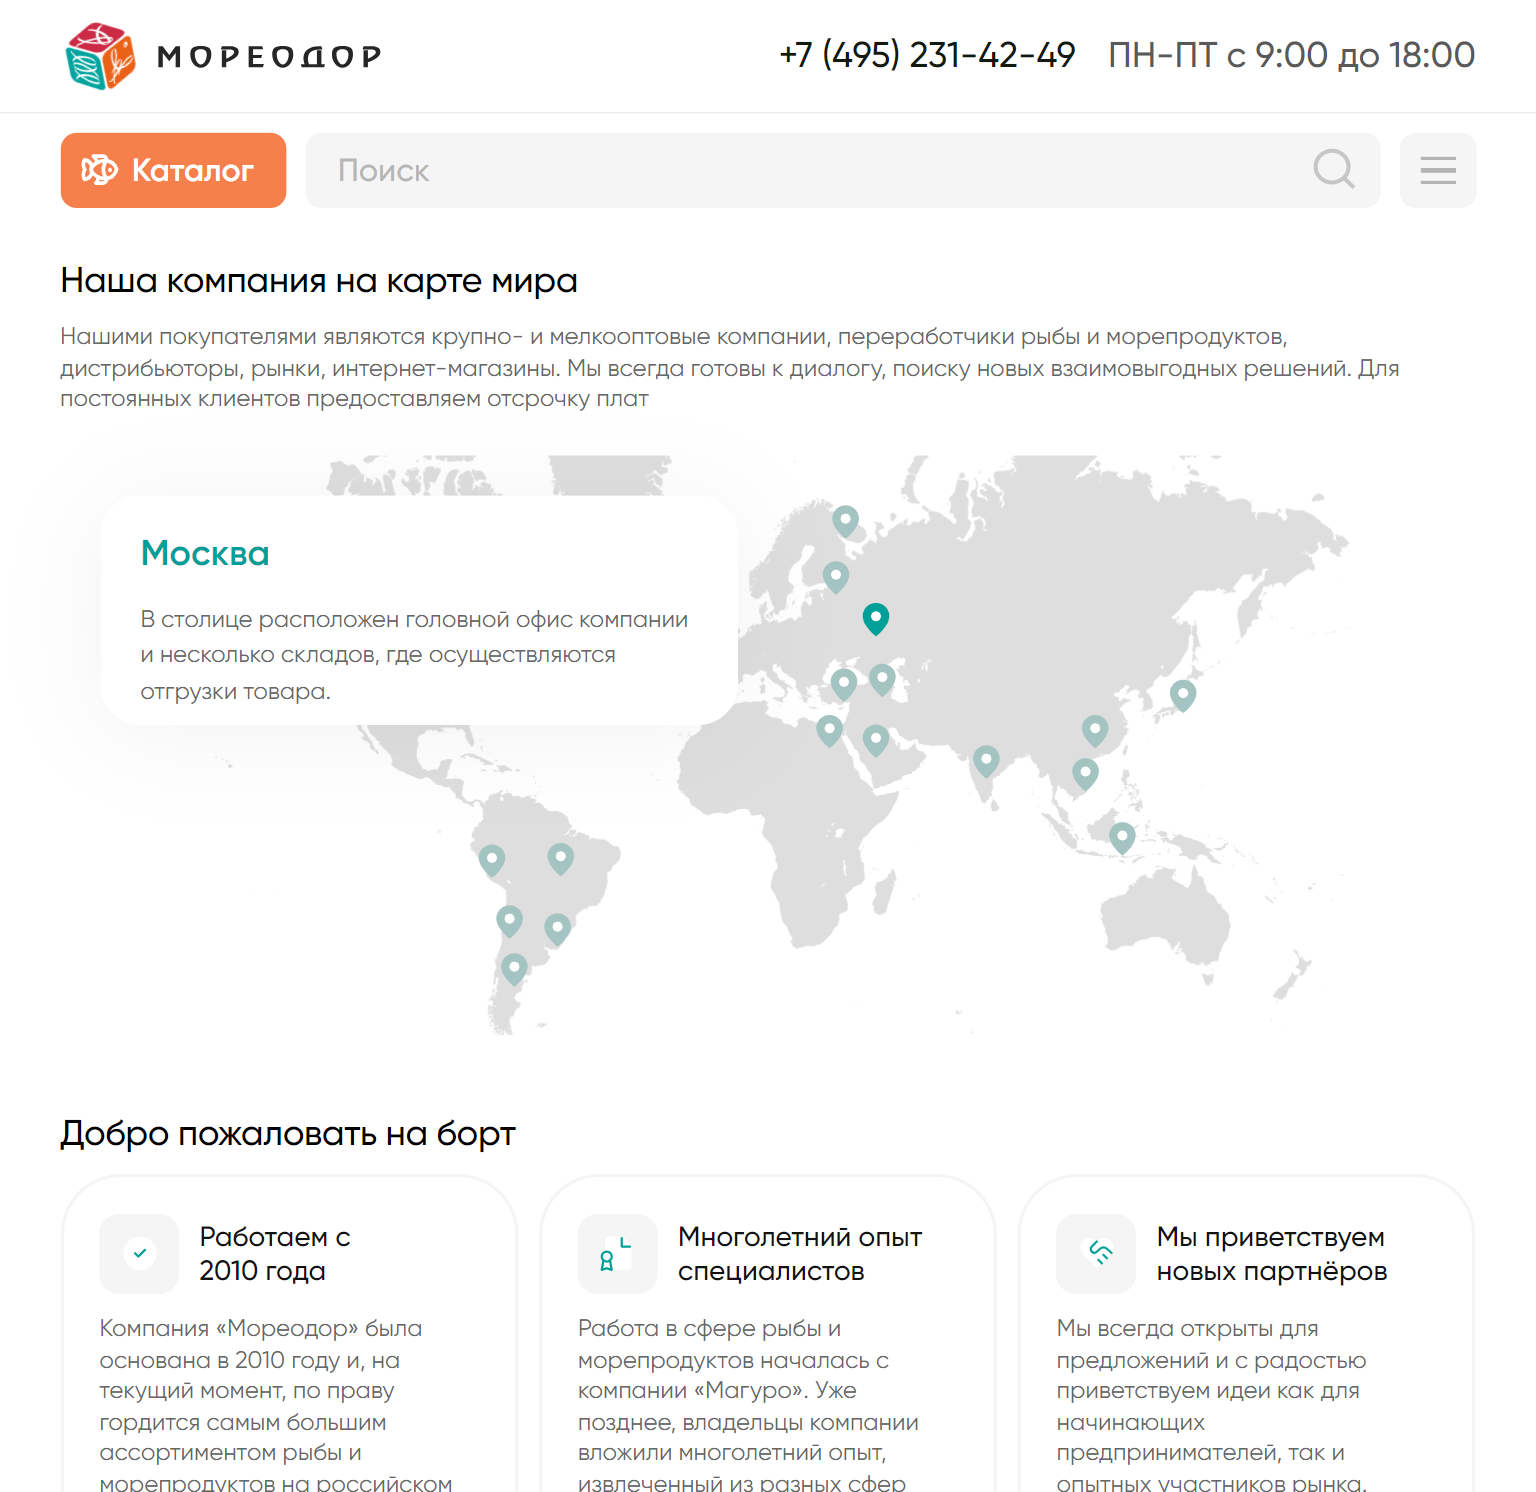 МОРЕОДОР
+7 (495) 231-42-49 ПН-ПТ с 9:00 до 18:00
Каталог
Поиск
Наша компания на карте мира
Нашими покупателями являются крупно- и мелкооптовые компании, переработчики рыбы и морепродуктов,
дистрибьюторы, рынки, интернет-магазины. Мы всегда готовы к диалогу, поиску новых взаимовыгодных решений. Для
постоянных клиентов предоставляем отсрочку плат
Москва
В столице расположен головной офис компании
и несколько складов, где осуществляются
отгрузки товара.
Добро пожаловать на борт
Работаем с
2010 года
Компания «Мореодор» была
основана в 2010 году и, на
текущий момент, по праву
гордится самым большим
ассортиментом рыбы и
морепродуктов на российском
Многолетний опыт
специалистов
Работа в сфере рыбы и
морепродуктов началась с
компании «Магуро». Уже
позднее, владельцы компании
вложили многолетний опыт,
извлеченный из разных сфер
Мы приветствуем
новых партнёров
Мы всегда открыты для
предложений и с радостью
приветствуем идеи как для
начинающих
предпринимателей, так и
опытных участников рынка.